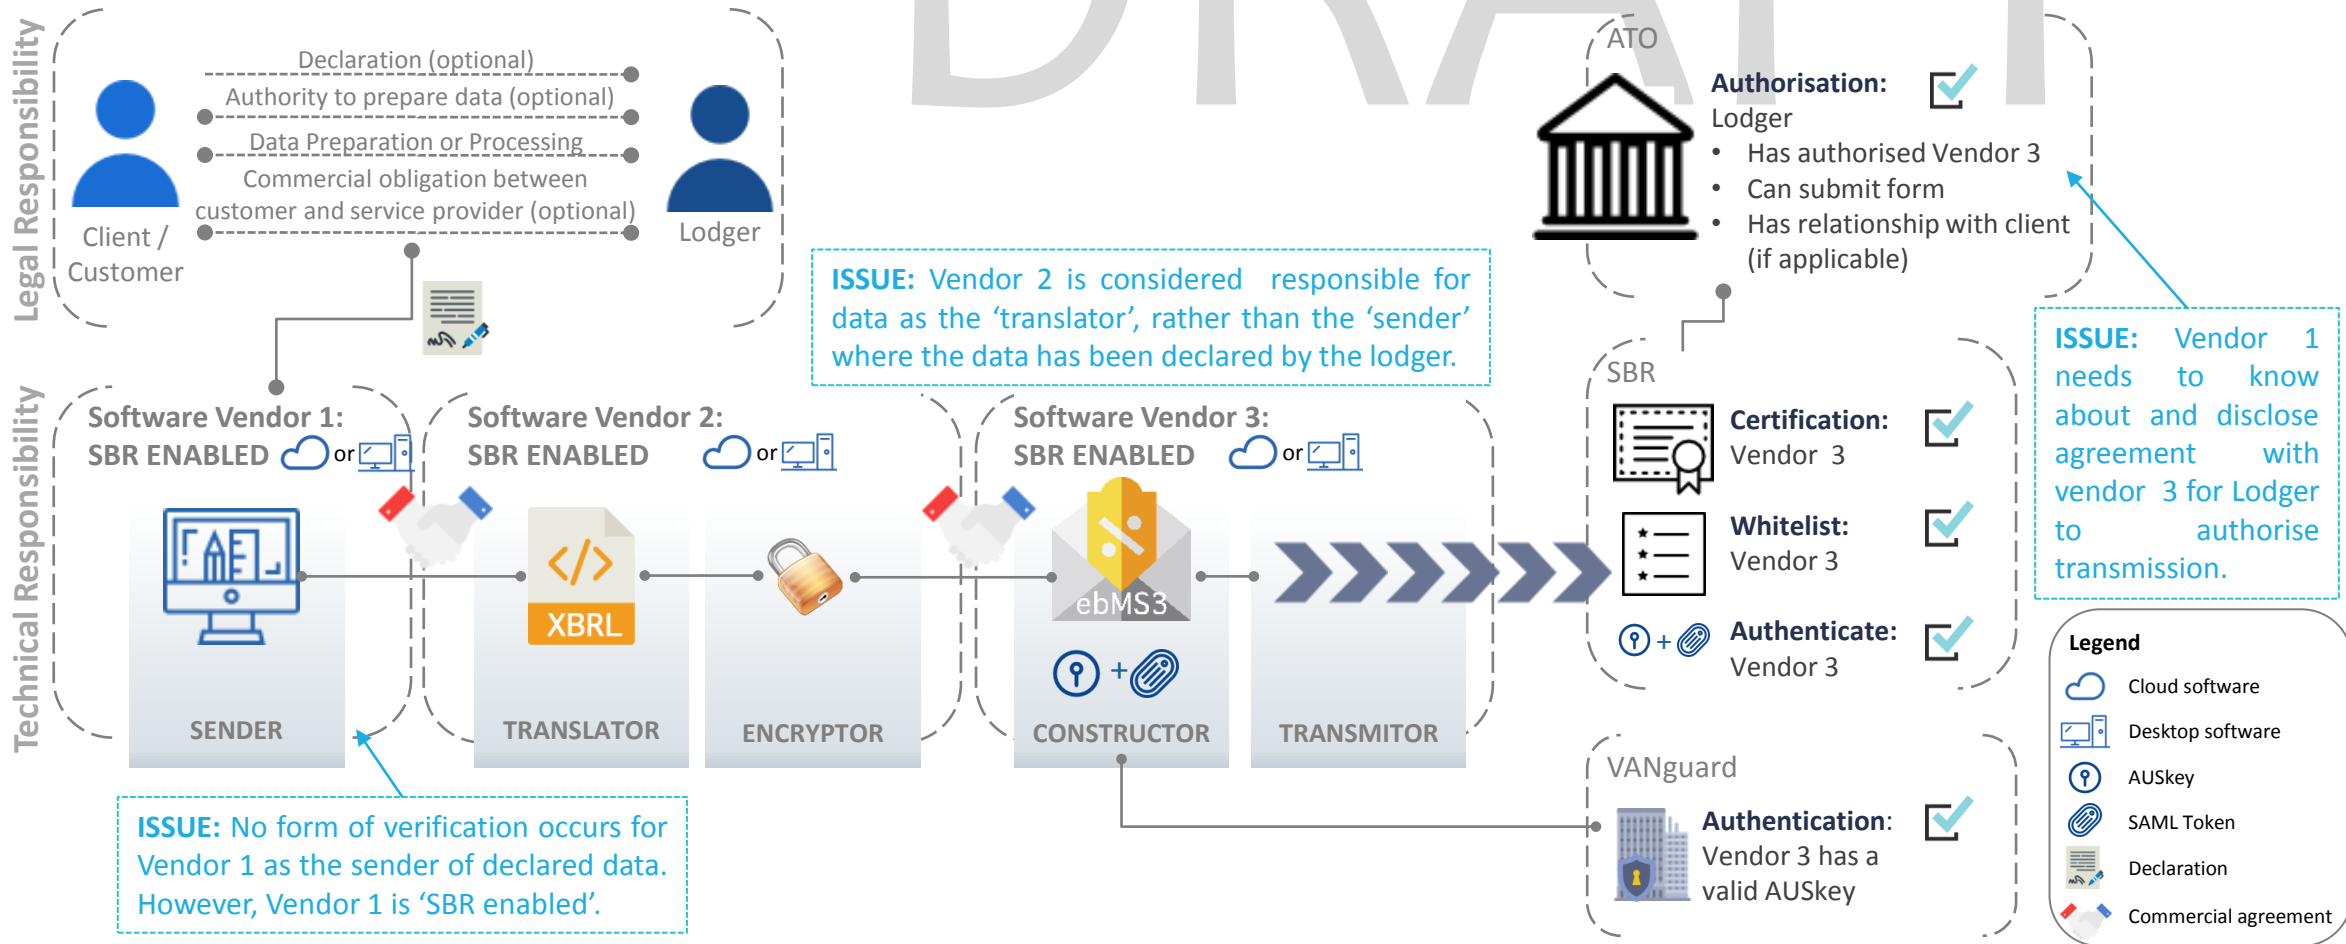 DRAFT
Legal Responsibility
Declaration (optional)
Authority to prepare data (optional)
Data Preparation or Processing
Commercial obligation between
customer and service provider (optional)
Client /
Customer
Lodger
ATO
Authorisation:
Lodger
• Has authorised Vendor 3
• Can submit form
• Has relationship with client
(if applicable)
ISSUE: Vendor 2 is considered responsible for
data as the ‘translator’, rather than the ‘sender’
where the data has been declared by the lodger.
ISSUE: Vendor 1
needs to know
about and disclose
agreement with
vendor 3 for Lodger
to authorise
transmission.
Technical Responsibility
Software Vendor 1:
SBR ENABLED
or
SENDER
Software Vendor 2:
SBR ENABLED
or
</>
XBRL
TRANSLATOR
ENCRYPTOR
Software Vendor 3:
SBR ENABLED
or
%
ebMS3
+
CONSTRUCTOR
TRANSMITOR
SBR
Certification:
Vendor 3
Whitelist:
Vendor 3
+
Authenticate:
Vendor 3
VANguard
Authentication:
Vendor 3 has a
valid AUSkey
ISSUE: No form of verification occurs for
Vendor 1 as the sender of declared data.
However, Vendor 1 is ‘SBR enabled’.
Legend
Cloud software
Desktop software
AUSkey
SAML Token
Declaration
Commercial agreement